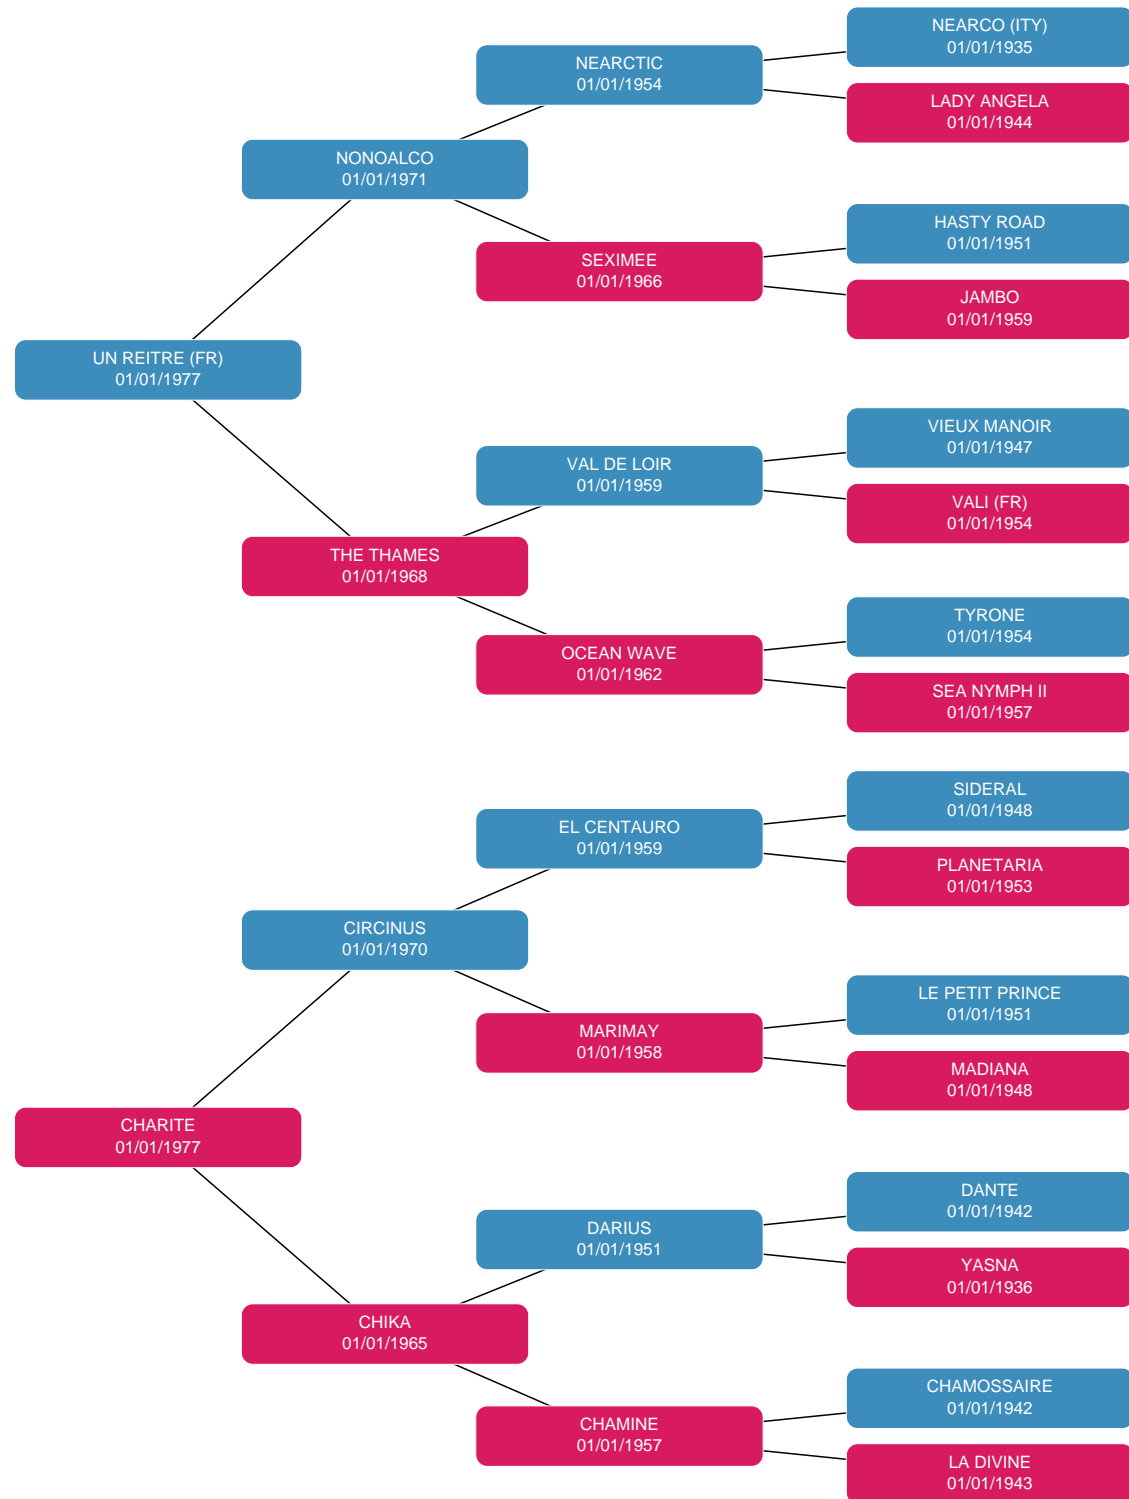 NEARCO (ITY)
01/01/1935
NEARCTIC
01/01/1954
LADY ANGELA
01/01/1944
NONOALCO
01/01/1971
HASTY ROAD
01/01/1951
SEXIMEE
01/01/1966
JAMBO
01/01/1959
UN REITRE (FR)
01/01/1977
VIEUX MANOIR
01/01/1947
VAL DE LOIR
01/01/1959
VALI (FR)
01/01/1954
THE THAMES
01/01/1968
TYRONE
01/01/1954
OCEAN WAVE
01/01/1962
SEA NYMPH II
01/01/1957
SIDERAL
01/01/1948
EL CENTAURO
01/01/1959
PLANETARIA
01/01/1953
CIRCINUS
01/01/1970
LE PETIT PRINCE
01/01/1951
MARIMAY
01/01/1958
MADIANA
01/01/1948
CHARITE
01/01/1977
DANTE
01/01/1942
DARIUS
01/01/1951
YASNA
01/01/1936
CHIKA
01/01/1965
CHAMOSSAIRE
01/01/1942
CHAMINE
01/01/1957
LA DIVINE
01/01/1943